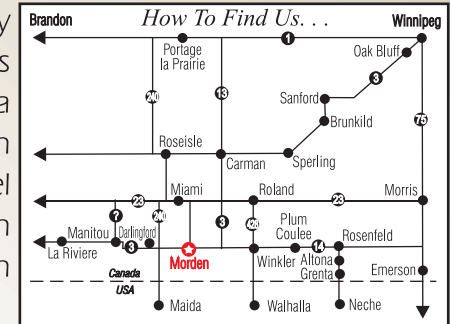 y
s
a
n
el
n
n
How To Find Us. . .
Brandon
Winnipeg
1
Portage
la Prairie
Oak Bluff
3
240
13
Sanford
75
Brunkild
Roseisle
Carman
Sperling
Miami
Roland
Morris
23
23
?
240
3
428
Manitou
Darlingford
Plum
Coulee
La Riviere
3
Morden
Winkler
14
Rosenfeld
Altona
Grenta
Emerson
Canada
USA
Maida
Walhalla
Neche